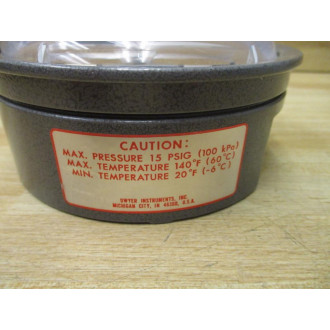 CAUTION:
MAX. PRESSURE 15 PSIG (100 kPa)
MAX. TEMPERATURE 140°F (60°C)
MIN. TEMPERATURE 20°F (-6°C)
DWYER INSTRUMENTS, INC.
MICHIGAN CITY, IN 46360, U.S.A.